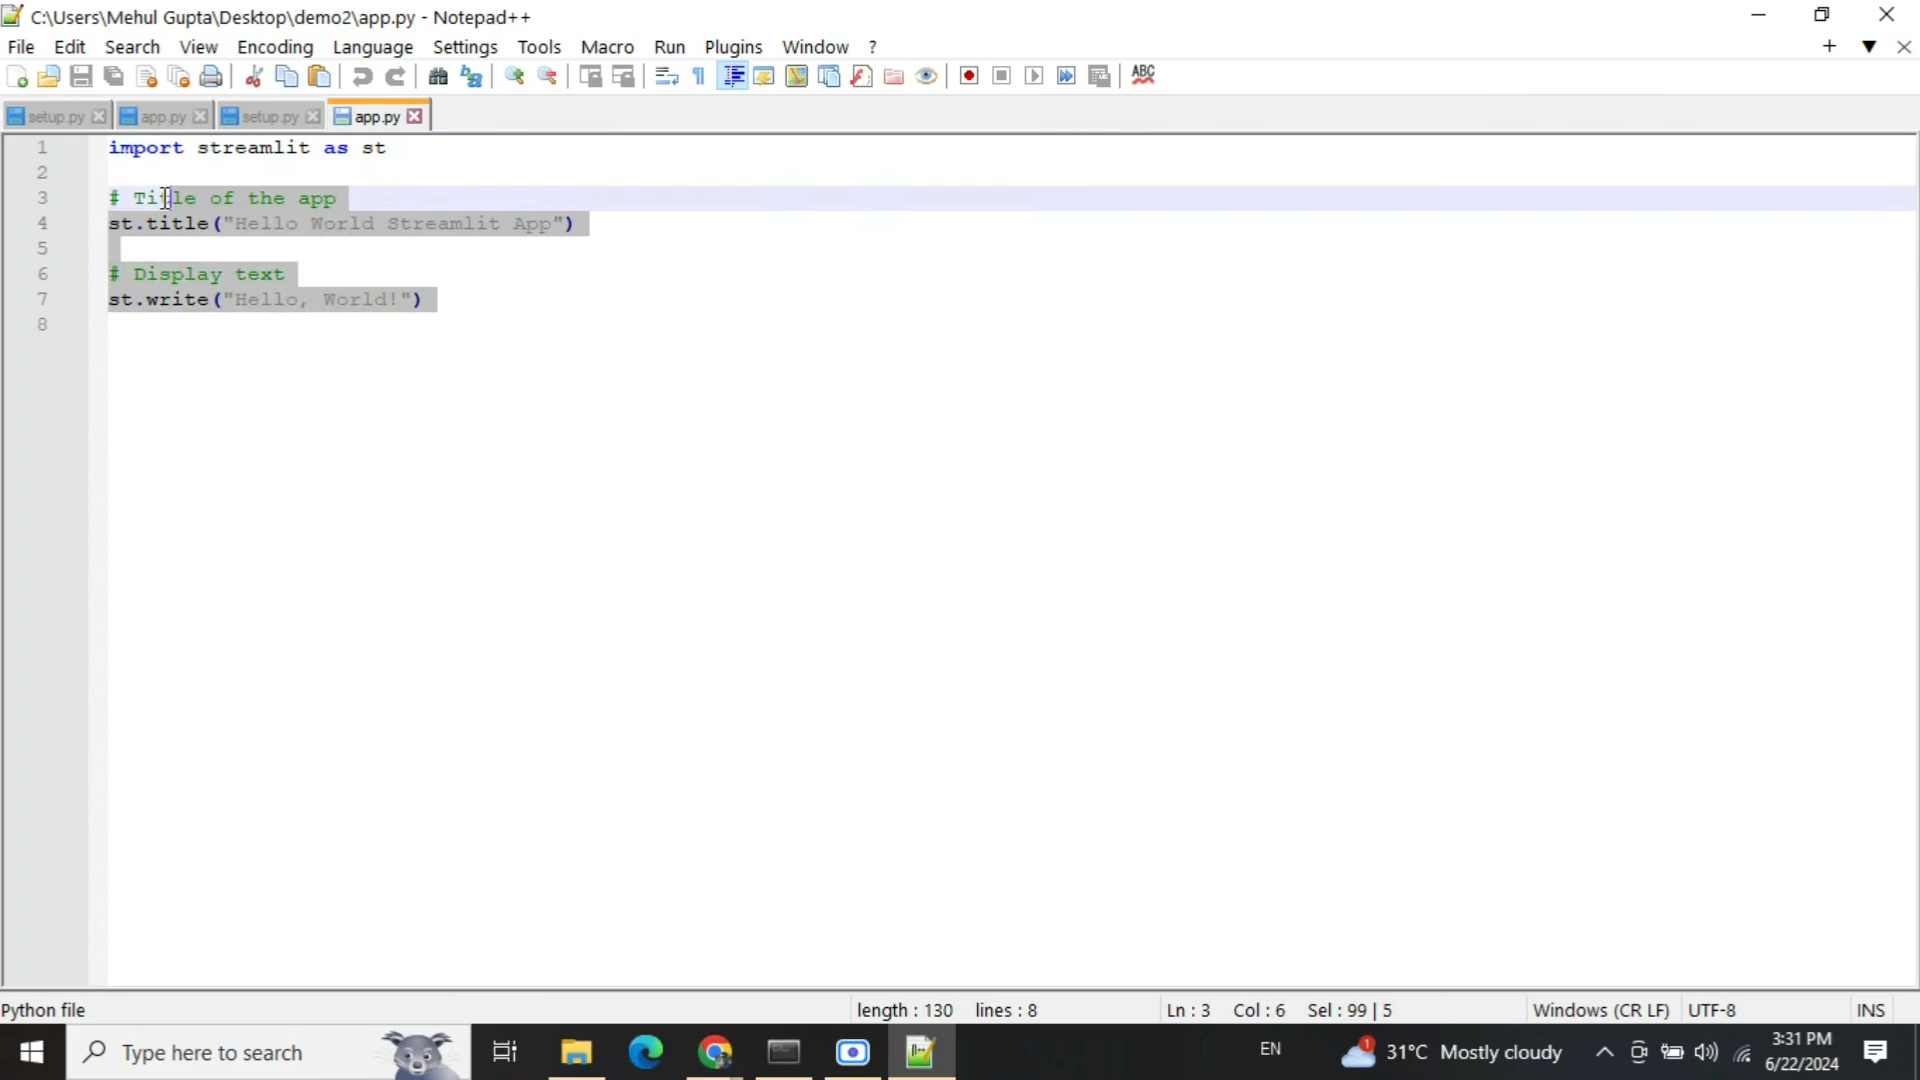 C:\Users\Mehul Gupta\Desktop\demo2\app.py - Notepad++
File Edit Search View Encoding Language Settings Tools Macro Run Plugins Window ?
ABC
setup.py app.py setup.py app.py
1 import streamlit as st
2
3 # Title of the app
4 st.title("Hello World Streamlit App")
5
6 # Display text
7 st.write("Hello, World!")
8
Python file length : 130 lines : 8 Ln : 3 Col : 6 Sel : 99 | 5 Windows (CR LF) UTF-8 INS
Type here to search EN 1 31°C Mostly cloudy 3:31 PM
6/22/2024